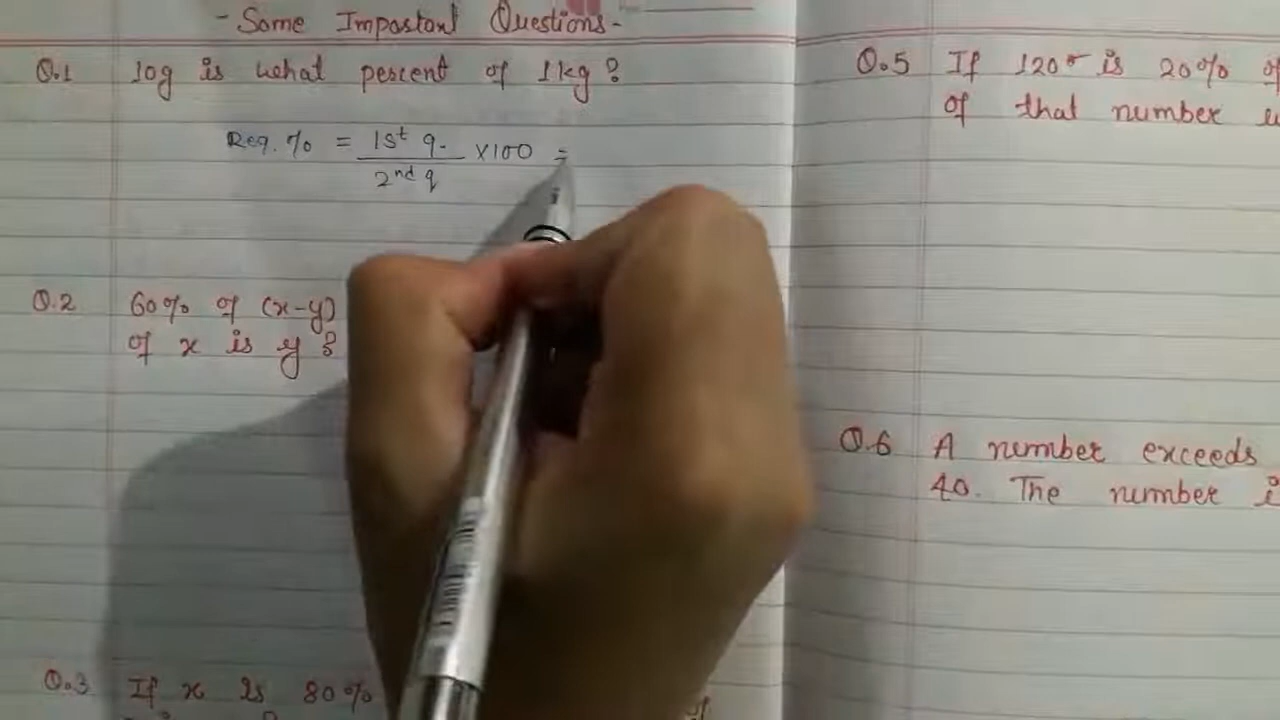 - Some Important Questions -
Q.1 10g is what percent of 1kg?
Req. % = 1st q. / 2nd q × 100 =
Q.2 60% of (x-y)
of x is y?
Q.3 If x is 80%
Q.5 If 120 is 20% of
of that number
Q.6 A number exceeds
40. The number i